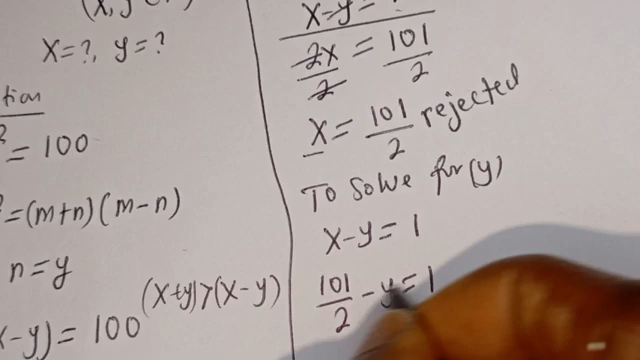 X=?, y=?
tion
= 100
=(m+n)(m-n)
n=y
(X+y)>(X-y)
x-y)=100
X-y=
2x/2 = 101/2
X = 101/2 rejected
To solve for (y)
X-y=1
101/2 -y=1